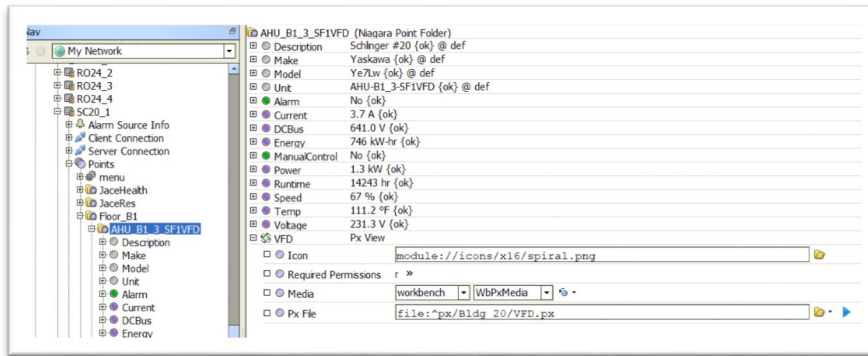 Nav
My Network
RO24_2
RO24_3
RO24_4
SC20_1
Alarm Source Info
Client Connection
Server Connection
Points
menu
JaceHealth
JaceRes
Floor_B1
AHU_B1_3_SF1VFD
Description
Make
Model
Unit
Alarm
Current
DCBus
Energy
AHU_B1_3_SF1VFD (Niagara Point Folder)
Description Schlinger #20 {ok} @ def
Make Yaskawa {ok} @ def
Model Ye7Lw {ok} @ def
Unit AHU-B1_3-SF1VFD {ok} @ def
Alarm No {ok}
Current 3.7 A {ok}
DCBus 641.0 V {ok}
Energy 746 kW-hr {ok}
ManualControl No {ok}
Power 1.3 kW {ok}
Runtime 14243 hr {ok}
Speed 67 % {ok}
Temp 111.2 ºF {ok}
Voltage 231.3 V {ok}
VFD Px View
Icon module://icons/x16/spiral.png
Required Permissions r »
Media workbench WbPxMedia
Px File file:^px/Bldg 20/VFD.px